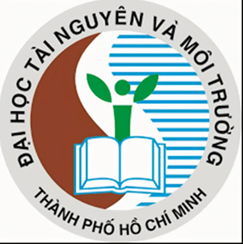 ĐẠI HỌC TÀI NGUYÊN VÀ MÔI TRƯỜNG
THÀNH PHỐ HỒ CHÍ MINH